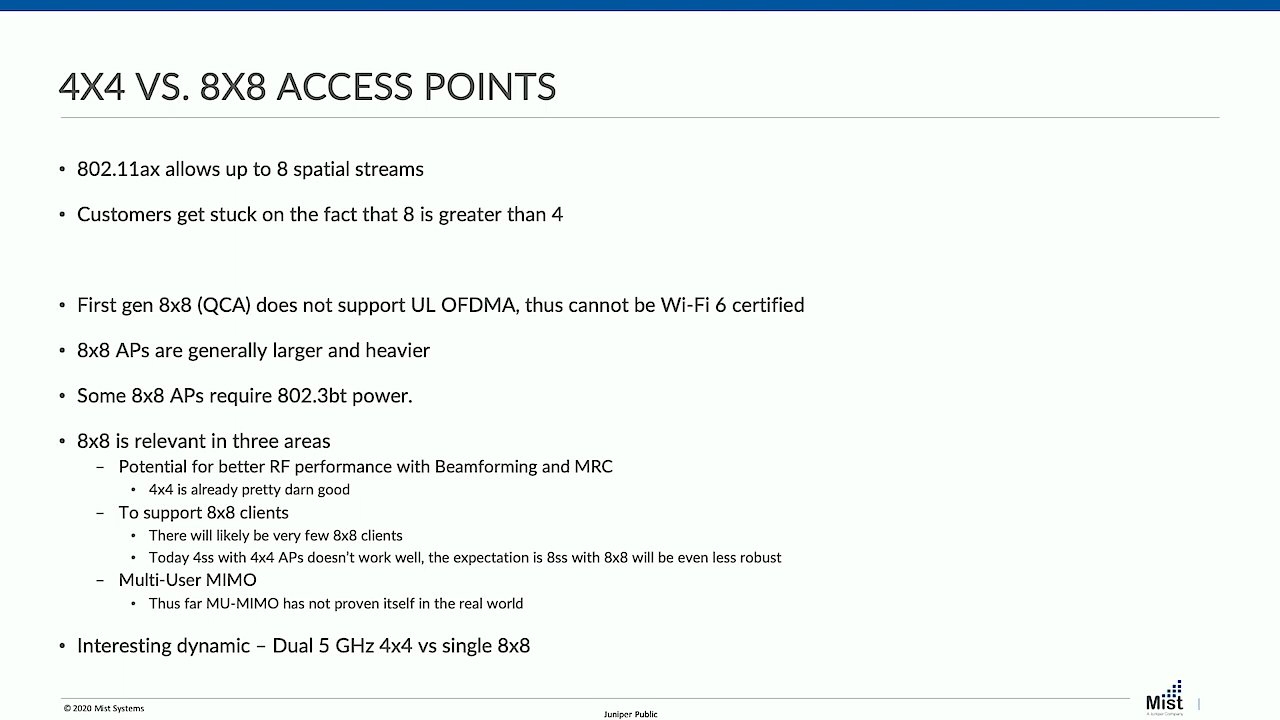 4X4 VS. 8X8 ACCESS POINTS
• 802.11ax allows up to 8 spatial streams
• Customers get stuck on the fact that 8 is greater than 4
• First gen 8x8 (QCA) does not support UL OFDMA, thus cannot be Wi-Fi 6 certified
• 8x8 APs are generally larger and heavier
• Some 8x8 APs require 802.3bt power.
• 8x8 is relevant in three areas
– Potential for better RF performance with Beamforming and MRC
• 4x4 is already pretty darn good
– To support 8x8 clients
• There will likely be very few 8x8 clients
• Today 4ss with 4x4 APs doesn't work well, the expectation is 8ss with 8x8 will be even less robust
– Multi-User MIMO
• Thus far MU-MIMO has not proven itself in the real world
• Interesting dynamic – Dual 5 GHz 4x4 vs single 8x8
© 2020 Mist Systems
Juniper Public
Mist
A Juniper Company